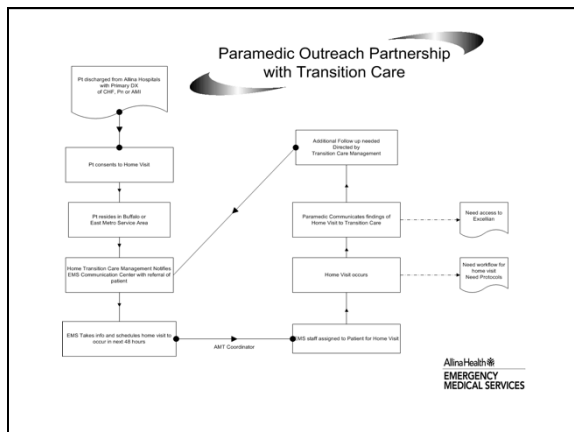 Paramedic Outreach Partnership
with Transition Care
Pt discharged from Allina Hospitals
with Primary DX
of CHF, Pn or AMI
Pt consents to Home Visit
Pt resides in Buffalo or
East Metro Service Area
Home Transition Care Management Notifies
EMS Communication Center with referral of
patient
EMS Takes info and schedules home visit to
occur in next 48 hours
AMT Coordinator
EMS staff assigned to Patient for Home Visit
Home Visit occurs
Need workflow for
home visit
Need Protocols
Paramedic Communicates findings of
Home Visit to Transition Care
Need access to
Excellian
Additional Follow up needed
Directed by
Transition Care Management
Allina Health
EMERGENCY
MEDICAL SERVICES